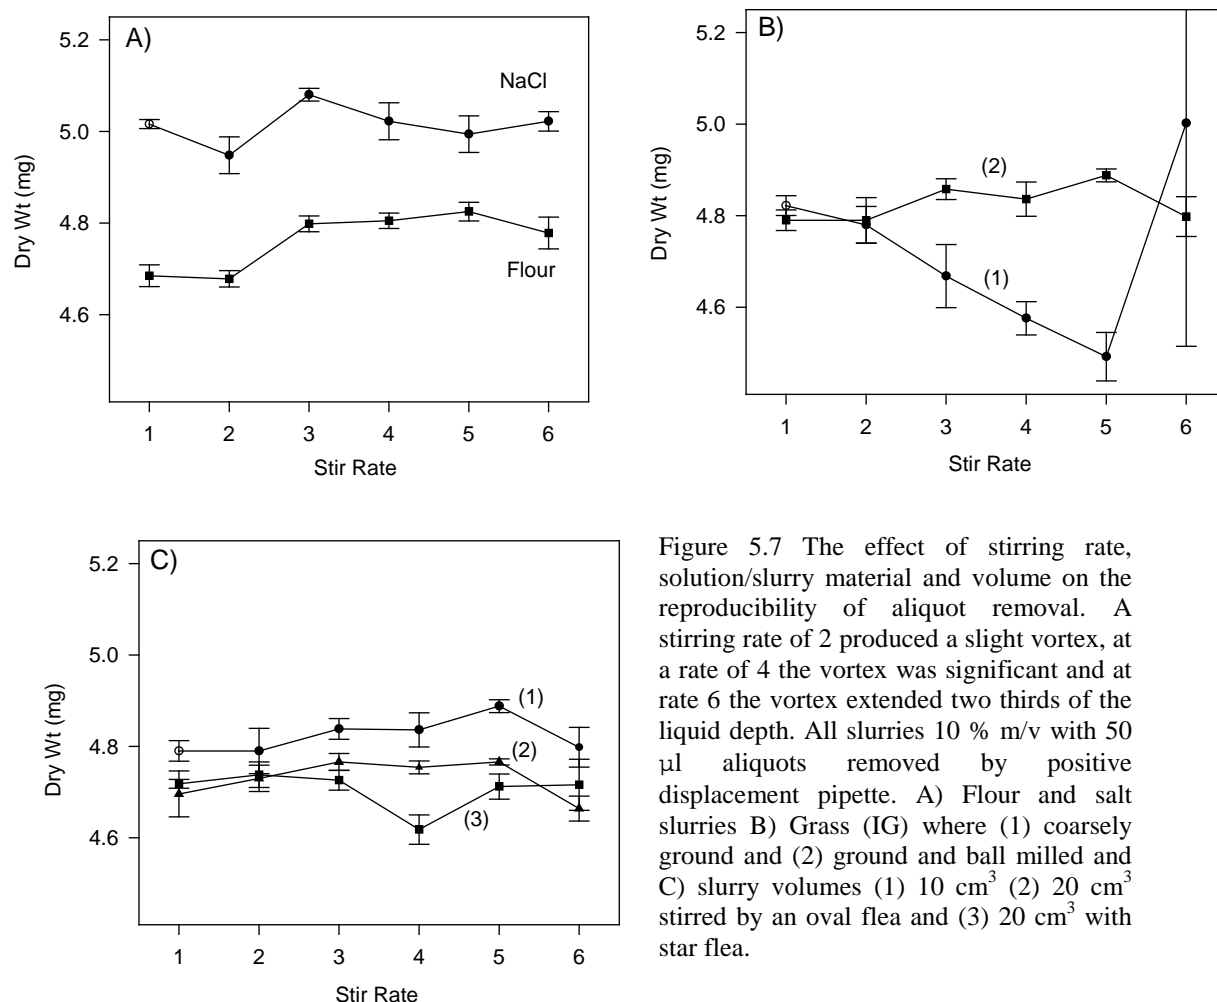 A)
5.2
5.0
4.8
4.6
Dry Wt (mg)
NaCl
Flour
1 2 3 4 5 6
Stir Rate
B)
5.2
5.0
4.8
4.6
Dry Wt (mg)
(2)
(1)
1 2 3 4 5 6
Stir Rate
C)
5.2
5.0
4.8
4.6
Dry Wt (mg)
(1)
(2)
(3)
1 2 3 4 5 6
Stir Rate
Figure 5.7 The effect of stirring rate,
solution/slurry material and volume on the
reproducibility of aliquot removal. A
stirring rate of 2 produced a slight vortex, at
a rate of 4 the vortex was significant and at
rate 6 the vortex extended two thirds of the
liquid depth. All slurries 10 % m/v with 50
µl aliquots removed by positive
displacement pipette. A) Flour and salt
slurries B) Grass (IG) where (1) coarsely
ground and (2) ground and ball milled and
C) slurry volumes (1) 10 cm³ (2) 20 cm³
stirred by an oval flea and (3) 20 cm³ with
star flea.